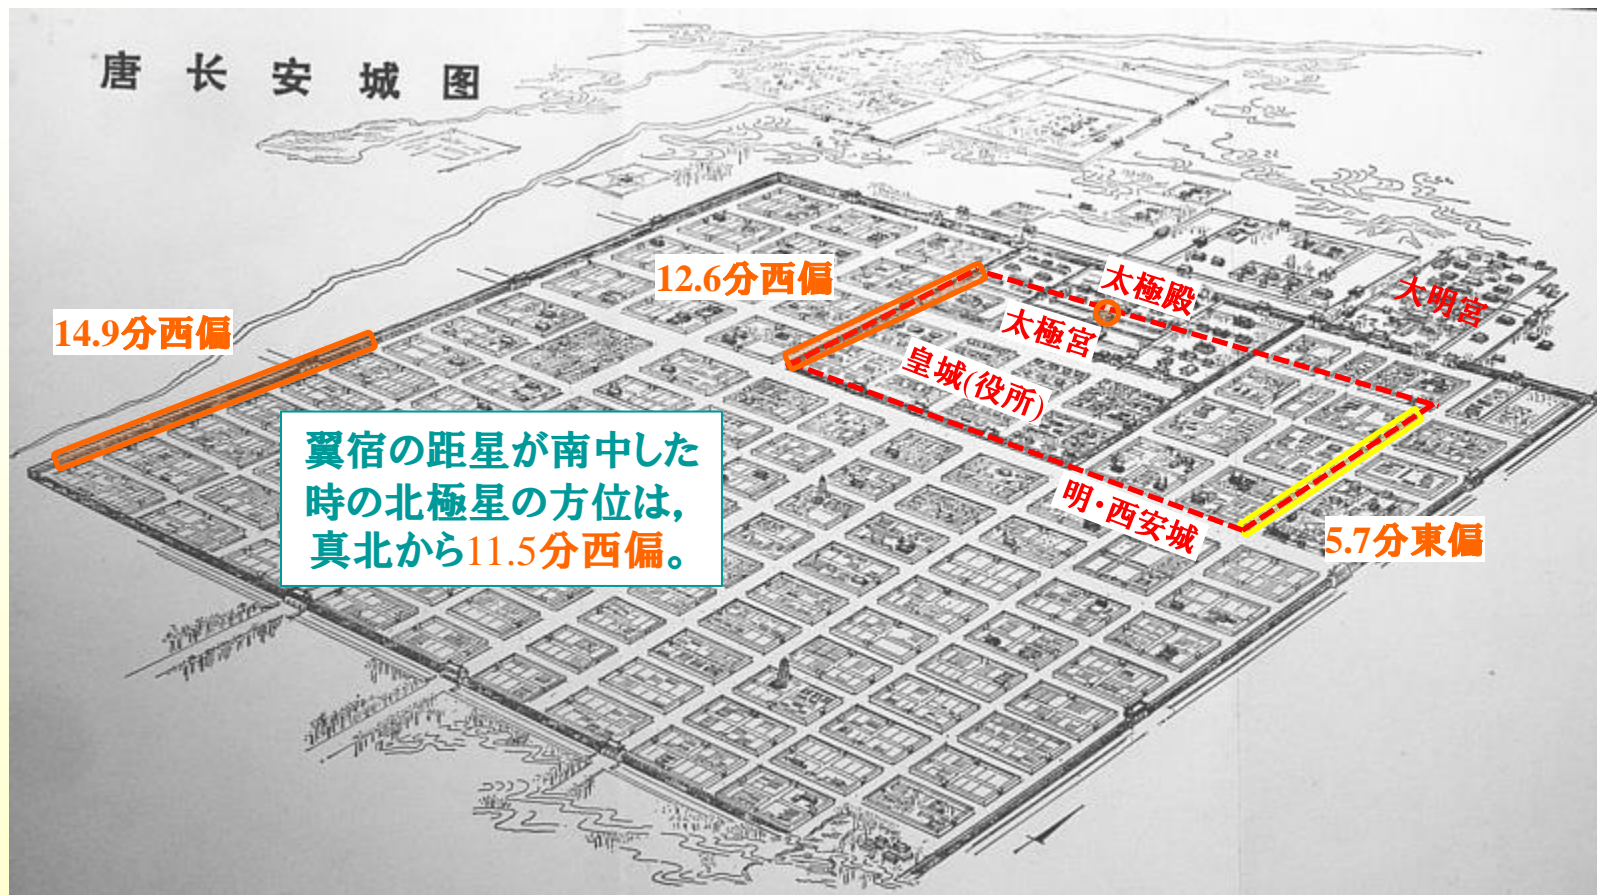 唐长安城图
12.6分西偏
太極殿
大明宮
14.9分西偏
太極宮
皇城(役所)
翼宿の距星が南中した
時の北極星の方位は,
真北から11.5分西偏。
明・西安城
5.7分東偏